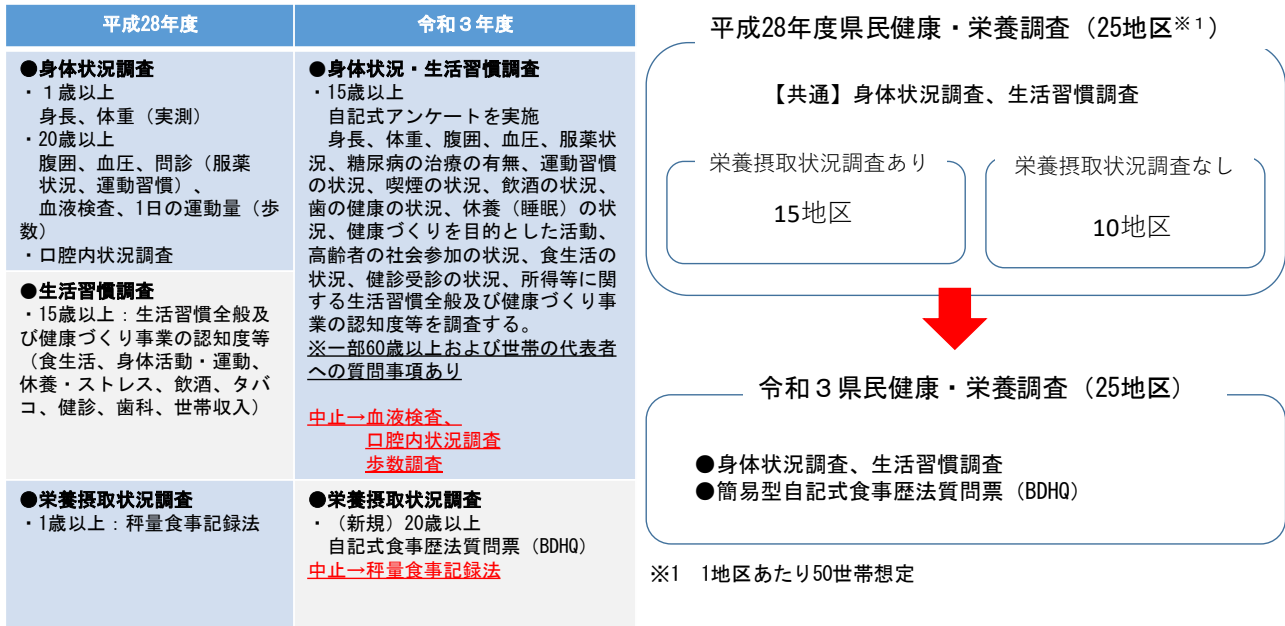 平成28年度
●身体状況調査
・１歳以上
身長、体重（実測）
・20歳以上
腹囲、血圧、問診（服薬
状況、運動習慣）、
血液検査、1日の運動量（歩
数）
・口腔内状況調査
●生活習慣調査
・15歳以上：生活習慣全般及
び健康づくり事業の認知度等
（食生活、身体活動・運動、
休養・ストレス、飲酒、タバ
コ、健診、歯科、世帯収入）
●栄養摂取状況調査
・1歳以上：秤量食事記録法
令和３年度
●身体状況・生活習慣調査
・15歳以上
自記式アンケートを実施
身長、体重、腹囲、血圧、服薬状
況、糖尿病の治療の有無、運動習慣
の状況、喫煙の状況、飲酒の状況、
歯の健康の状況、休養（睡眠）の状
況、健康づくりを目的とした活動、
高齢者の社会参加の状況、食生活の
状況、健診受診の状況、所得等に関
する生活習慣全般及び健康づくり事
業の認知度等を調査する。
※一部60歳以上および世帯の代表者
への質問事項あり
中止→血液検査、
口腔内状況調査
歩数調査
●栄養摂取状況調査
・（新規）20歳以上
自記式食事歴法質問票（BDHQ）
中止→秤量食事記録法
平成28年度県民健康・栄養調査（25地区※１）
【共通】身体状況調査、生活習慣調査
栄養摂取状況調査あり
15地区
栄養摂取状況調査なし
10地区
令和３県民健康・栄養調査（25地区）
●身体状況調査、生活習慣調査
●簡易型自記式食事歴法質問票（BDHQ）
※1　1地区あたり50世帯想定